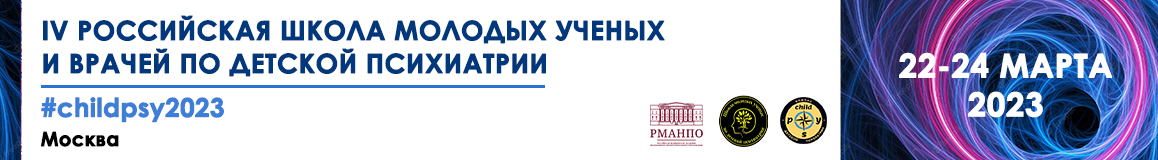 IV РОССИЙСКАЯ ШКОЛА МОЛОДЫХ УЧЕНЫХ
И ВРАЧЕЙ ПО ДЕТСКОЙ ПСИХИАТРИИ
#childpsy2023
Москва
РМАНПО
child
p
y
s
22-24 МАРТА
2023